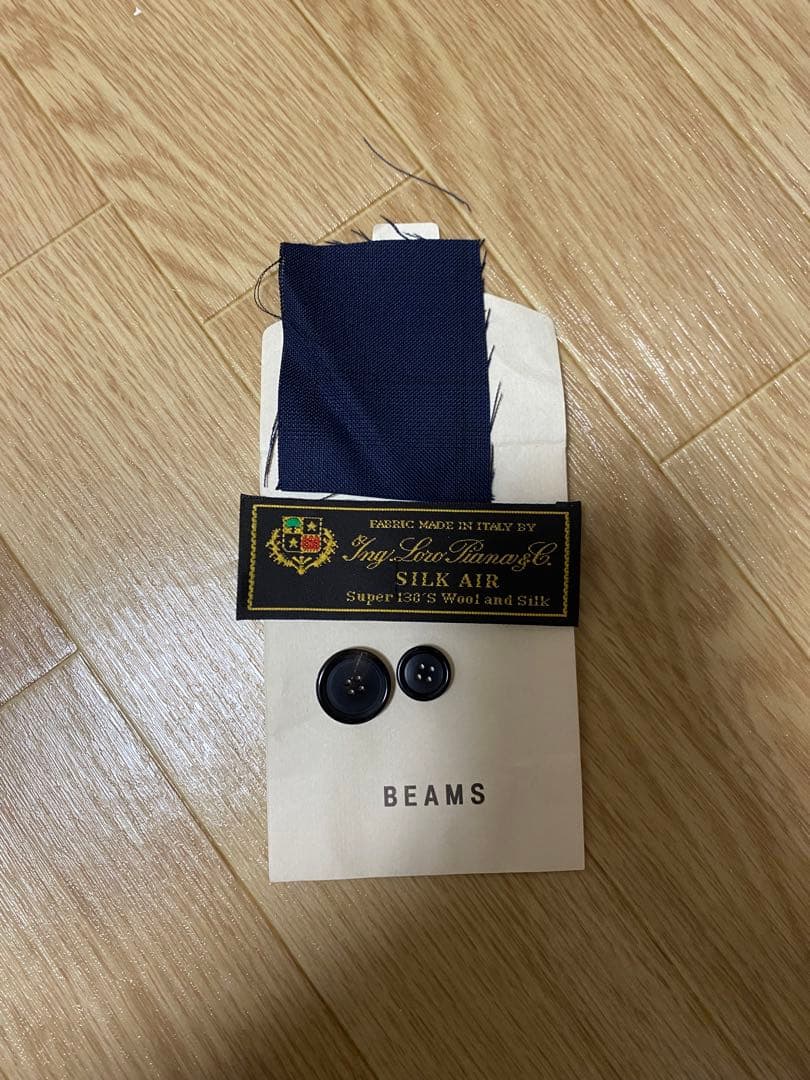 FABRIC MADE IN ITALY BY
Ing. Loro Piana & C.
SILK AIR
Super 130'S Wool and Silk
BEAMS